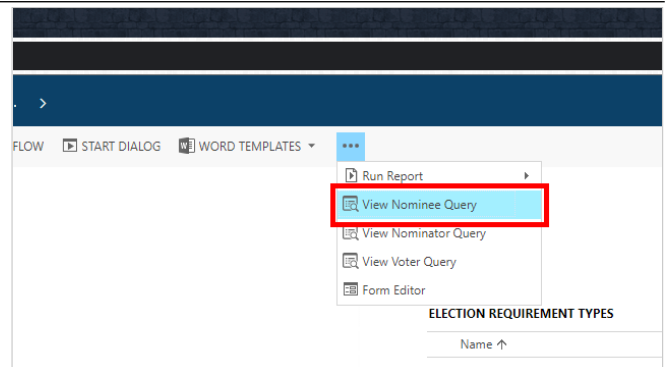 . >
FLOW START DIALOG WORD TEMPLATES ...
Run Report
View Nominee Query
View Nominator Query
View Voter Query
Form Editor
ELECTION REQUIREMENT TYPES
Name ↑